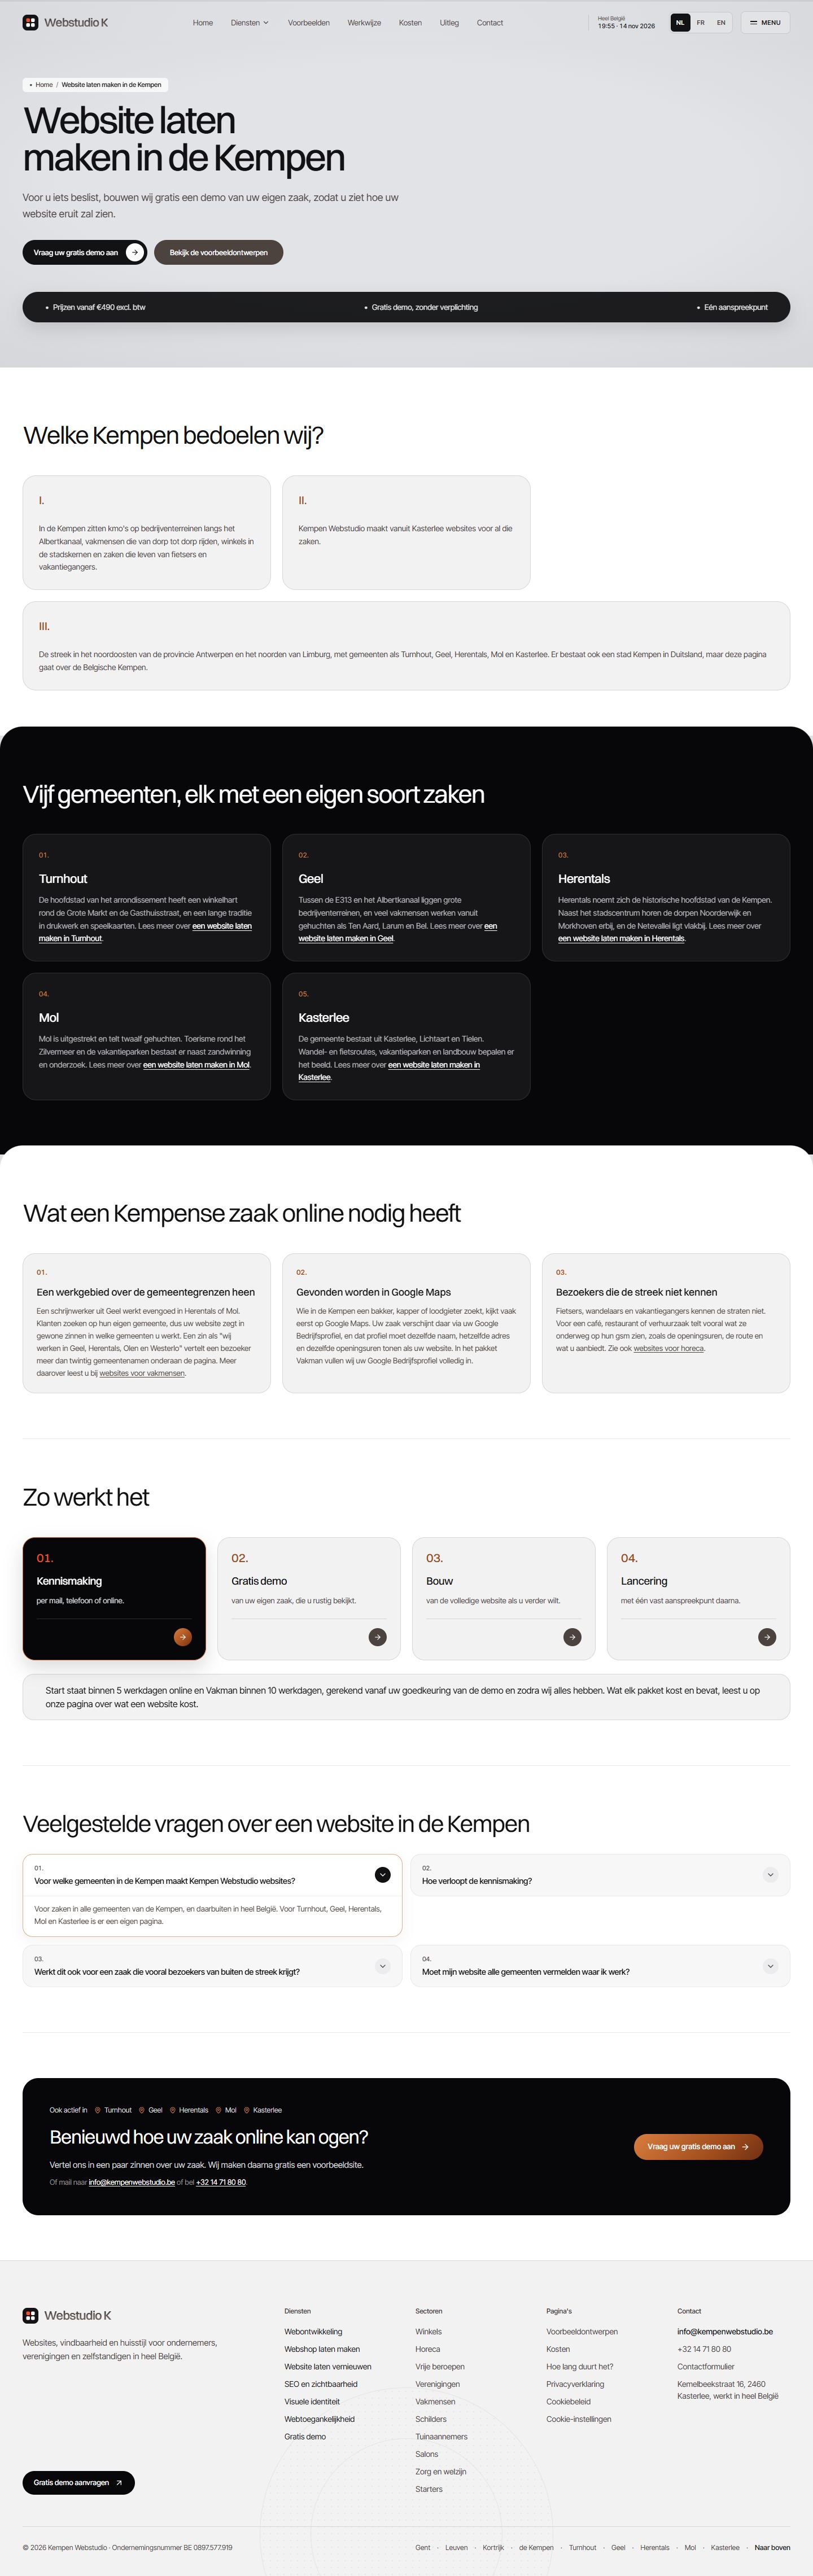 Webstudio K
Home
Diensten
Voorbeelden
Werkwijze
Kosten
Uitleg
Contact
Heel België
19:55 · 14 nov 2026
NL
FR
EN
MENU
• Home / Website laten maken in de Kempen
Website laten
maken in de Kempen
Voor u iets beslist, bouwen wij gratis een demo van uw eigen zaak, zodat u ziet hoe uw
website eruit zal zien.
Vraag uw gratis demo aan
Bekijk de voorbeeldontwerpen
• Prijzen vanaf €490 excl. btw
• Gratis demo, zonder verplichting
• Eén aanspreekpunt
Welke Kempen bedoelen wij?
I.
In de Kempen zitten kmo's op bedrijventerreinen langs het
Albertkanaal, vakmensen die van dorp tot dorp rijden, winkels in
de stadskernen en zaken die leven van fietsers en
vakantiegangers.
II.
Kempen Webstudio maakt vanuit Kasterlee websites voor al die
zaken.
III.
De streek in het noordoosten van de provincie Antwerpen en het noorden van Limburg, met gemeenten als Turnhout, Geel, Herentals, Mol en Kasterlee. Er bestaat ook een stad Kempen in Duitsland, maar deze pagina
gaat over de Belgische Kempen.
Vijf gemeenten, elk met een eigen soort zaken
01.
Turnhout
De hoofdstad van het arrondissement heeft een winkelhart
rond de Grote Markt en de Gasthuisstraat, en een lange traditie
in drukwerk en speelkaarten. Lees meer over een website laten
maken in Turnhout.
02.
Geel
Tussen de E313 en het Albertkanaal liggen grote
bedrijventerreinen, en veel vakmensen werken vanuit
gehuchten als Ten Aard, Larum en Bel. Lees meer over een
website laten maken in Geel.
03.
Herentals
Herentals noemt zich de historische hoofdstad van de Kempen.
Naast het stadscentrum horen de dorpen Noorderwijk en
Morkhoven erbij, en de Netevallei ligt vlakbij. Lees meer over
een website laten maken in Herentals.
04.
Mol
Mol is uitgestrekt en telt twaalf gehuchten. Toerisme rond het
Zilvermeer en de vakantieparken bestaat er naast zandwinning
en onderzoek. Lees meer over een website laten maken in Mol.
05.
Kasterlee
De gemeente bestaat uit Kasterlee, Lichtaart en Tielen.
Wandel- en fietsroutes, vakantieparken en landbouw bepalen er
het beeld. Lees meer over een website laten maken in
Kasterlee.
Wat een Kempense zaak online nodig heeft
01.
Een werkgebied over de gemeentegrenzen heen
Een schrijnwerker uit Geel werkt evengoed in Herentals of Mol.
Klanten zoeken op hun eigen gemeente, dus uw website zegt in
gewone zinnen in welke gemeenten u werkt. Een zin als "wij
werken in Geel, Herentals, Olen en Westerlo" vertelt een bezoeker
meer dan twintig gemeentenamen onderaan de pagina. Meer
daarover leest u bij websites voor vakmensen.
02.
Gevonden worden in Google Maps
Wie in de Kempen een bakker, kapper of loodgieter zoekt, kijkt vaak
eerst op Google Maps. Uw zaak verschijnt daar via uw Google
Bedrijfsprofiel, en dat profiel moet dezelfde naam, hetzelfde adres
en dezelfde openingsuren tonen als uw website. In het pakket
Vakman vullen wij uw Google Bedrijfsprofiel volledig in.
03.
Bezoekers die de streek niet kennen
Fietsers, wandelaars en vakantiegangers kennen de straten niet.
Voor een café, restaurant of verhuurzaak telt vooral wat ze
onderweg op hun gsm zien, zoals de openingsuren, de route en
wat u aanbiedt. Zie ook websites voor horeca.
Zo werkt het
01.
Kennismaking
per mail, telefoon of online.
02.
Gratis demo
van uw eigen zaak, die u rustig bekijkt.
03.
Bouw
van de volledige website als u verder wilt.
04.
Lancering
met één vast aanspreekpunt daarna.
Start staat binnen 5 werkdagen online en Vakman binnen 10 werkdagen, gerekend vanaf uw goedkeuring van de demo en zodra wij alles hebben. Wat elk pakket kost en bevat, leest u op
onze pagina over wat een website kost.
Veelgestelde vragen over een website in de Kempen
01.
Voor welke gemeenten in de Kempen maakt Kempen Webstudio websites?
Voor zaken in alle gemeenten van de Kempen, en daarbuiten in heel België. Voor Turnhout, Geel, Herentals,
Mol en Kasterlee is er een eigen pagina.
02.
Hoe verloopt de kennismaking?
03.
Werkt dit ook voor een zaak die vooral bezoekers van buiten de streek krijgt?
04.
Moet mijn website alle gemeenten vermelden waar ik werk?
Ook actief in Turnhout Geel Herentals Mol Kasterlee
Benieuwd hoe uw zaak online kan ogen?
Vertel ons in een paar zinnen over uw zaak. Wij maken daarna gratis een voorbeeldsite.
Of mail naar info@kempenwebstudio.be of bel +32 14 71 80 80.
Vraag uw gratis demo aan
Webstudio K
Websites, vindbaarheid en huisstijl voor ondernemers,
verenigingen en zelfstandigen in heel België.
Gratis demo aanvragen
Diensten
Webontwikkeling
Webshop laten maken
Website laten vernieuwen
SEO en zichtbaarheid
Visuele identiteit
Webtoegankelijkheid
Gratis demo
Sectoren
Winkels
Horeca
Vrije beroepen
Verenigingen
Vakmensen
Schilders
Tuinaannemers
Salons
Zorg en welzijn
Starters
Pagina's
Voorbeeldontwerpen
Kosten
Hoe lang duurt het?
Privacyverklaring
Cookiebeleid
Cookie-instellingen
Contact
info@kempenwebstudio.be
+32 14 71 80 80
Contactformulier
Kemelbeekstraat 16, 2460
Kasterlee, werkt in heel België
© 2026 Kempen Webstudio · Ondernemingsnummer BE 0897.577.919
Gent · Leuven · Kortrijk · de Kempen · Turnhout · Geel · Herentals · Mol · Kasterlee · Naar boven